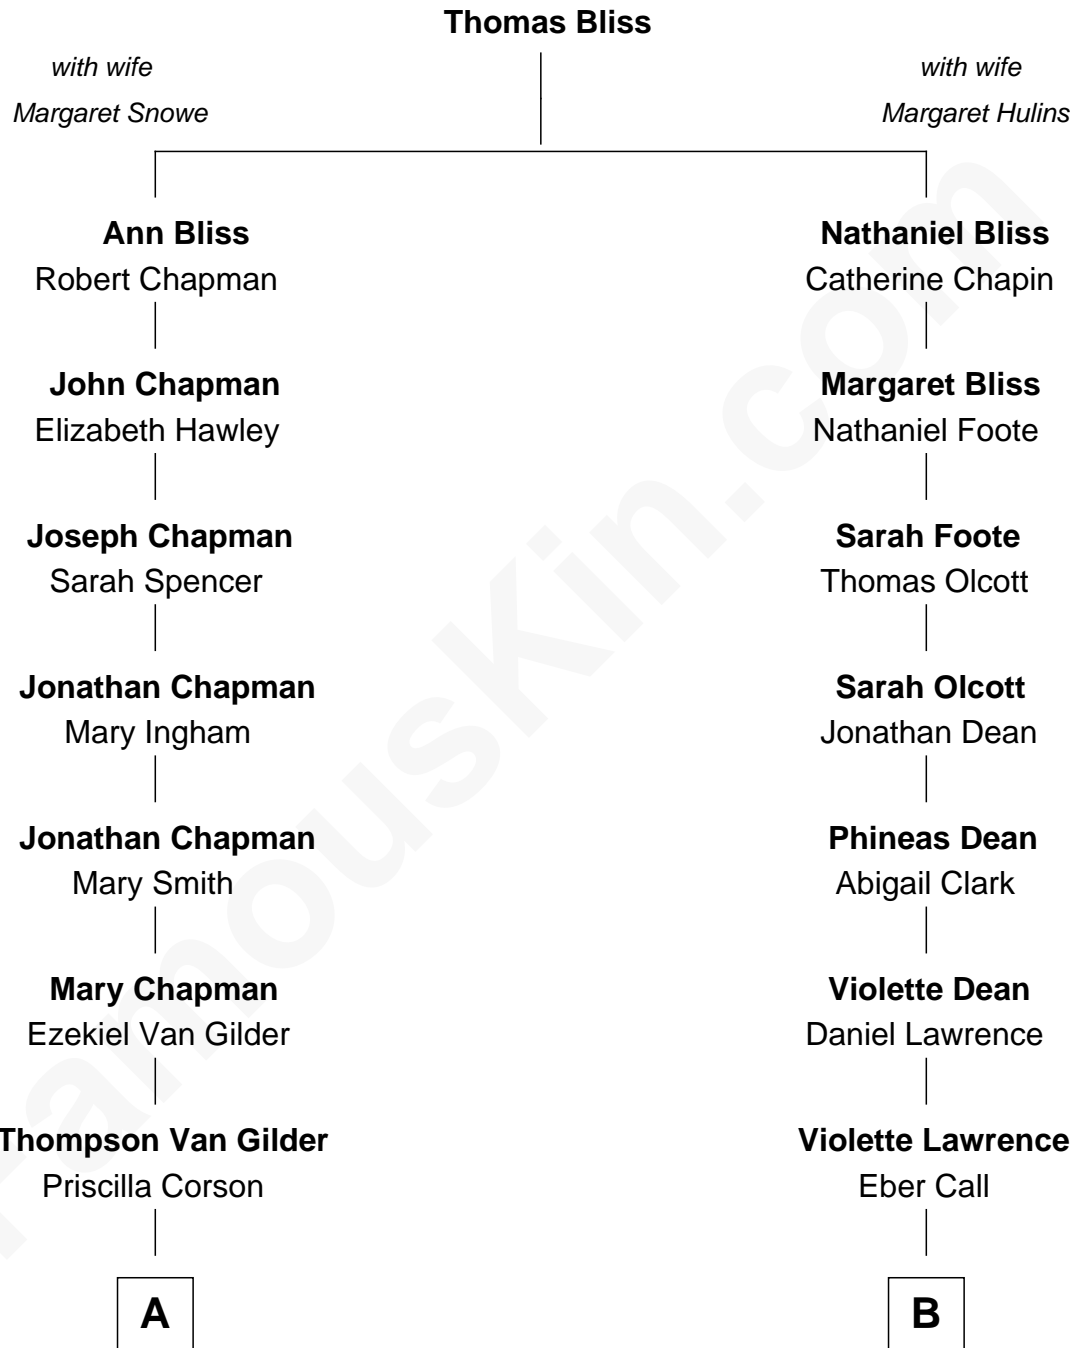 Thomas Bliss
with wife
Margaret Snowe
with wife
Margaret Hulins
Ann Bliss
Robert Chapman
Nathaniel Bliss
Catherine Chapin
John Chapman
Elizabeth Hawley
Margaret Bliss
Nathaniel Foote
Joseph Chapman
Sarah Spencer
Sarah Foote
Thomas Olcott
Jonathan Chapman
Mary Ingham
Sarah Olcott
Jonathan Dean
Jonathan Chapman
Mary Smith
Phineas Dean
Abigail Clark
Mary Chapman
Ezekiel Van Gilder
Violette Dean
Daniel Lawrence
Thompson Van Gilder
Priscilla Corson
Violette Lawrence
Eber Call
A
B
FamousKin.com